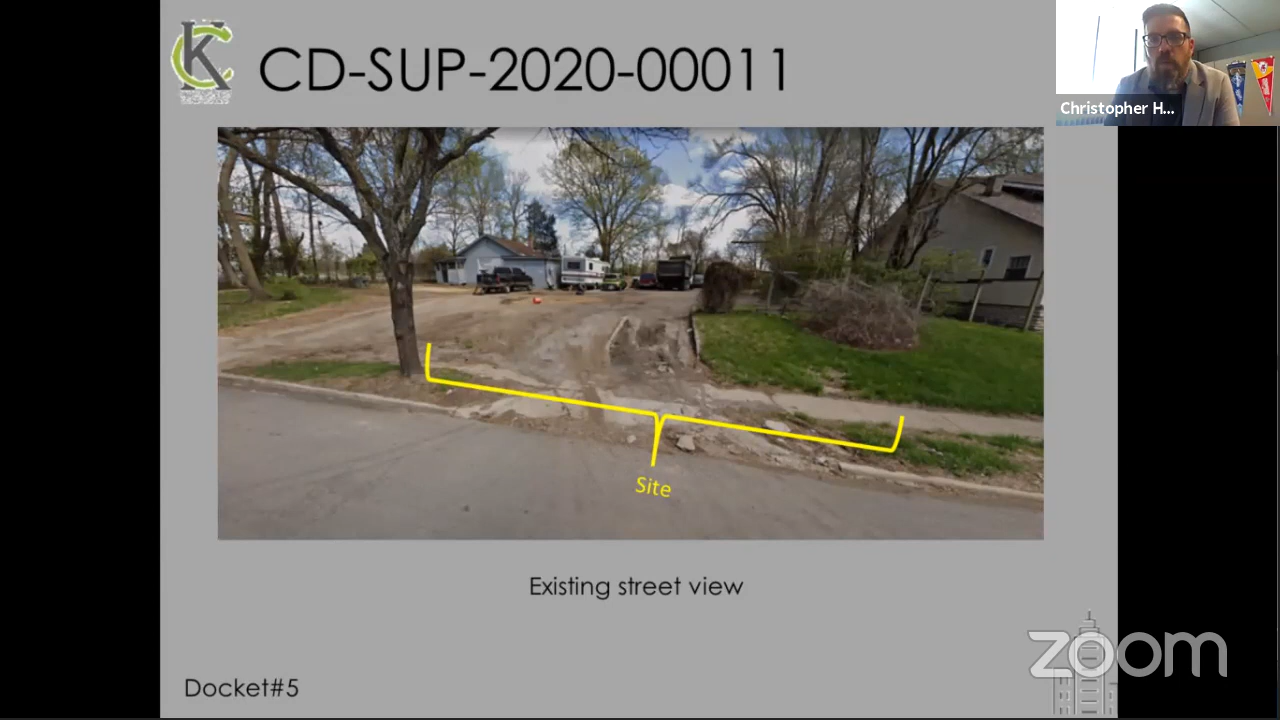 KC
CD-SUP-2020-00011
Christopher H...
Site
Existing street view
Docket#5
zoom